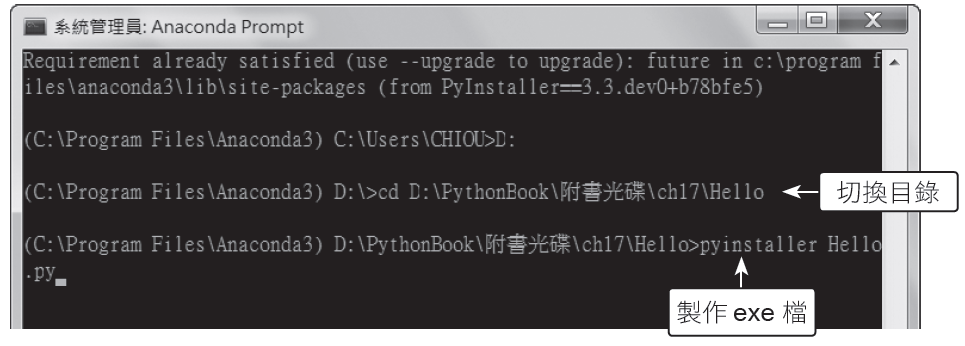 系統管理員: Anaconda Prompt
Requirement already satisfied (use --upgrade to upgrade): future in c:\program f
iles\anaconda3\lib\site-packages (from PyInstaller==3.3.dev0+b78bfe5)
(C:\Program Files\Anaconda3) C:\Users\CHIOU>D:
(C:\Program Files\Anaconda3) D:\>cd D:\PythonBook\附書光碟\ch17\Hello
切換目錄
(C:\Program Files\Anaconda3) D:\PythonBook\附書光碟\ch17\Hello>pyinstaller Hello
.py
製作 exe 檔